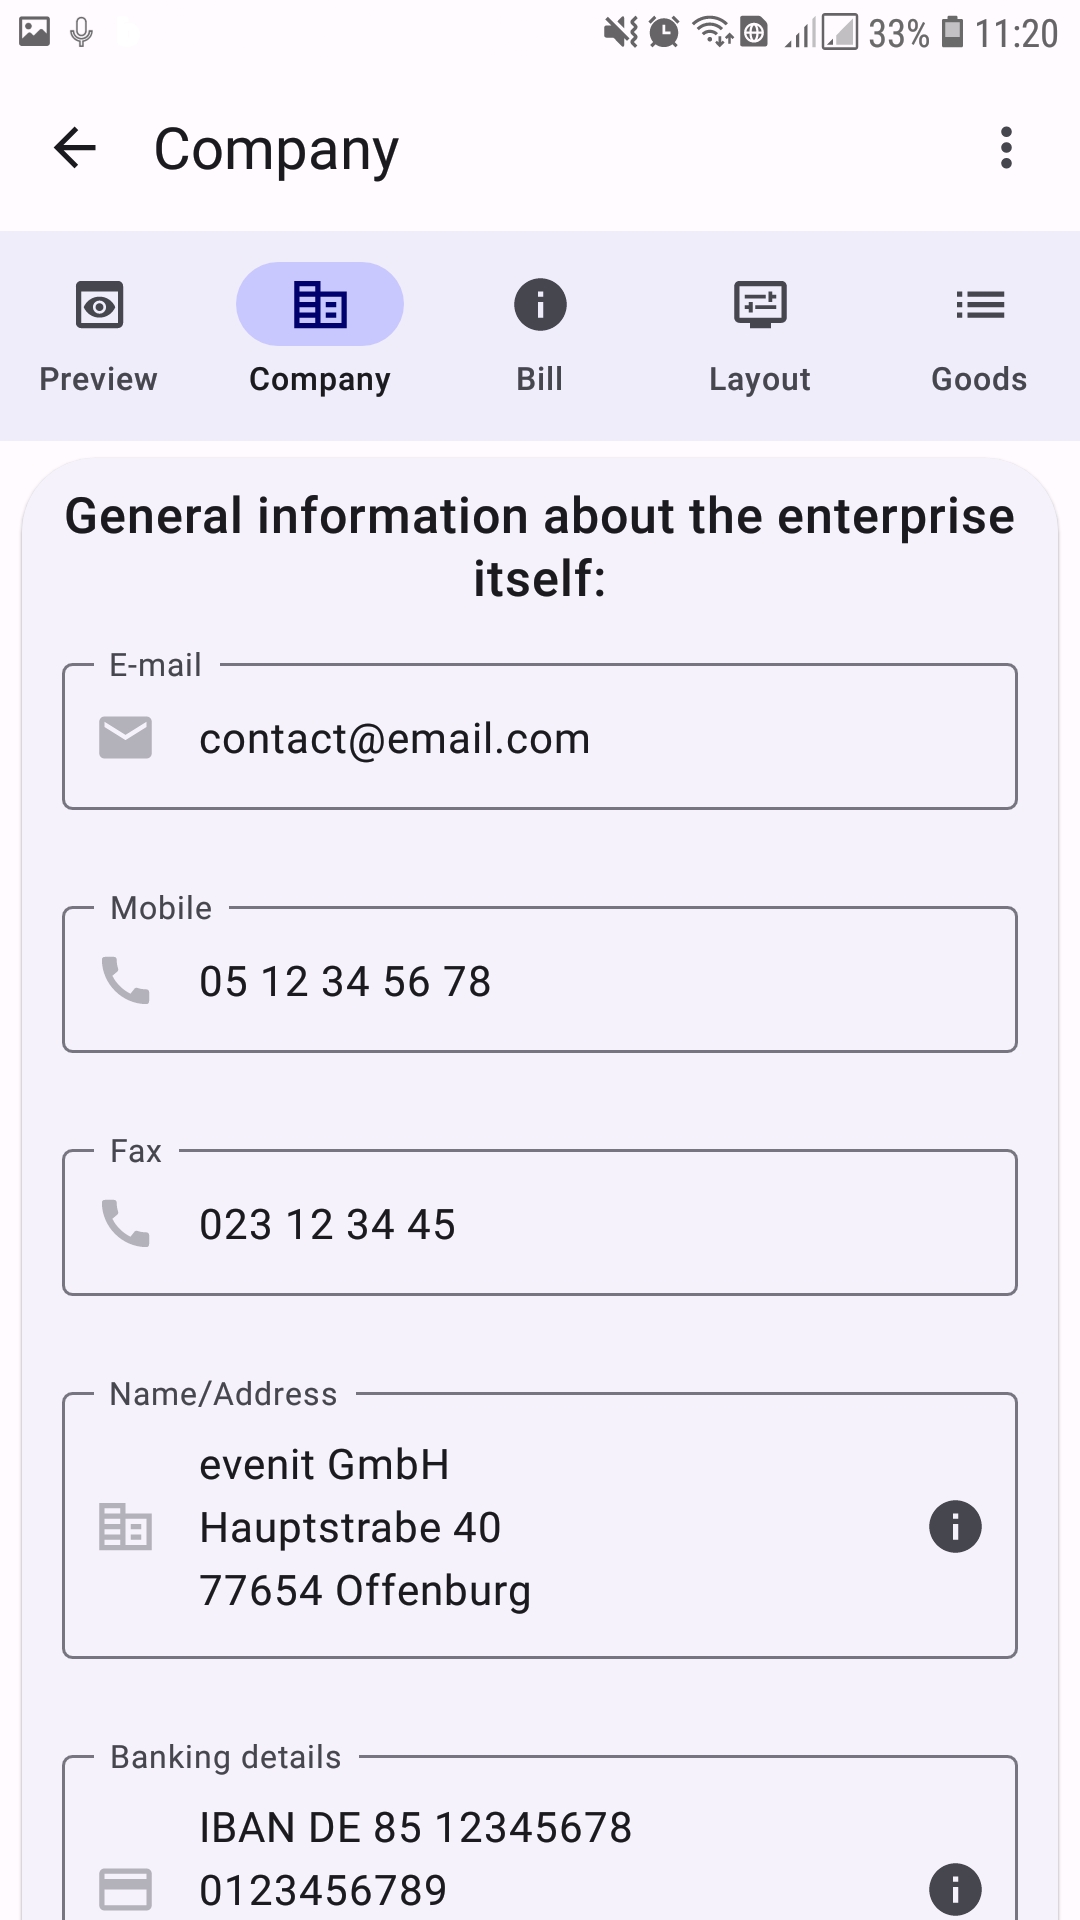 33% 11:20
Company
Preview Company Bill Layout Goods
General information about the enterprise
itself:
E-mail
contact@email.com
Mobile
05 12 34 56 78
Fax
023 12 34 45
Name/Address
evenit GmbH
Hauptstrabe 40
77654 Offenburg
Banking details
IBAN DE 85 12345678
0123456789